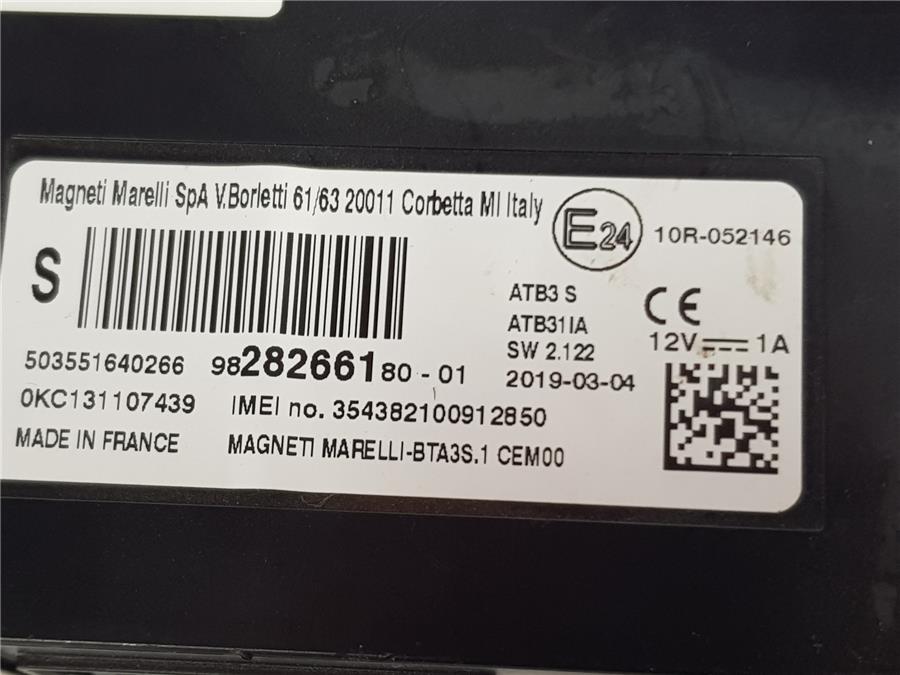 Magneti Marelli SpA V.Borletti 61/63 20011 Corbetta MI Italy
E24
10R-052146
S
ATB3 S
ATB31IA
SW 2.122
2019-03-04
CE
12V 1A
503551640266
9828266180-01
0KC131107439
IMEI no. 354382100912850
MADE IN FRANCE
MAGNETI MARELLI-BTA3S.1 CEM00